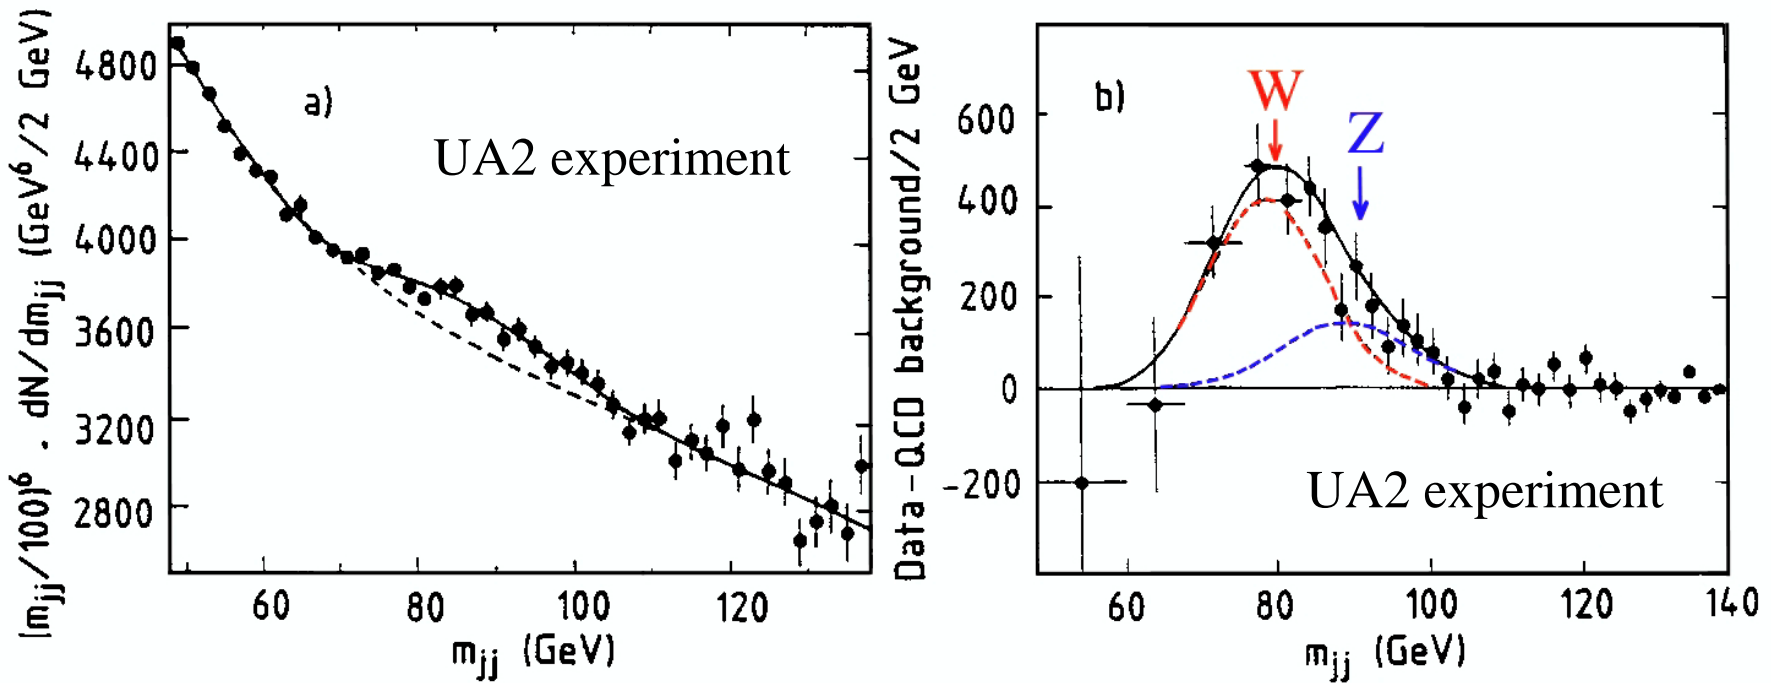 [m_jj/100]^6 . dN/dm_jj (GeV^6/2 GeV)
4800
4400
4000
3600
3200
2800
a)
UA2 experiment
60 80 100 120
m_jj (GeV)
Data-QCD background/2 GeV
600
400
200
0
-200
b)
W
Z
UA2 experiment
60 80 100 120 140
m_jj (GeV)